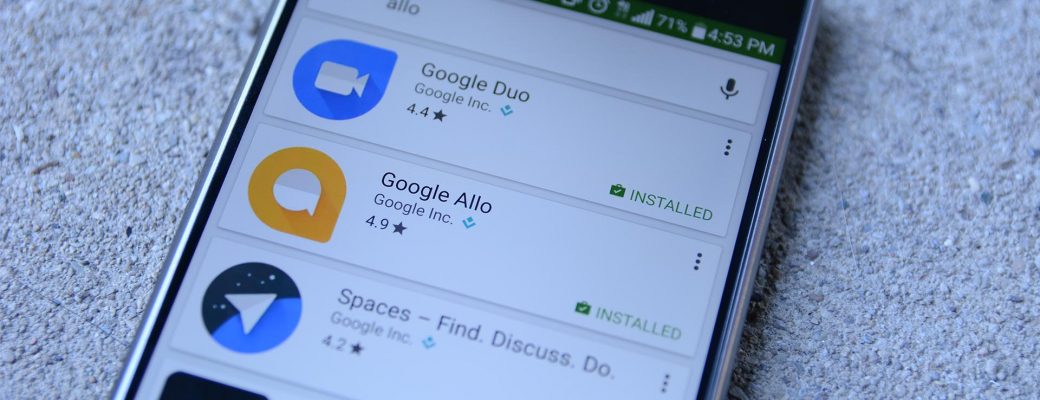 71% 4:53 PM
allo
Google Duo
Google Inc.
4.4★
INSTALLED
Google Allo
Google Inc.
4.9★
INSTALLED
Spaces – Find. Discuss. Do.
Google Inc.
4.2★